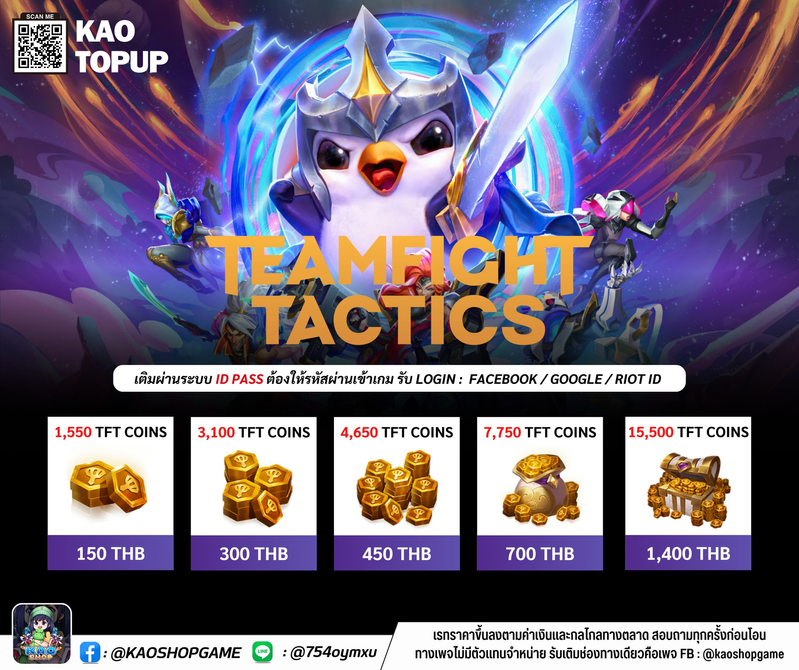 SCAN ME
KAO
TOPUP
TEAMFIGHT
TACTICS
เติมผ่านระบบ ID PASS ต้องให้รหัสผ่านเข้าเกม รับ LOGIN : FACEBOOK / GOOGLE / RIOT ID
1,550 TFT COINS
150 THB
3,100 TFT COINS
300 THB
4,650 TFT COINS
450 THB
7,750 TFT COINS
700 THB
15,500 TFT COINS
1,400 THB
KAO
SHOP
: @KAOSHOPGAME
LINE
: @754oymxu
เรทราคาขึ้นลงตามค่าเงินและกลไกลทางตลาด สอบถามทุกครั้งก่อนโอน
ทางเพจไม่มีตัวแทบจำหน่าย รับเติมช่องทางเดียวคือเพจ FB : @kaoshopgame